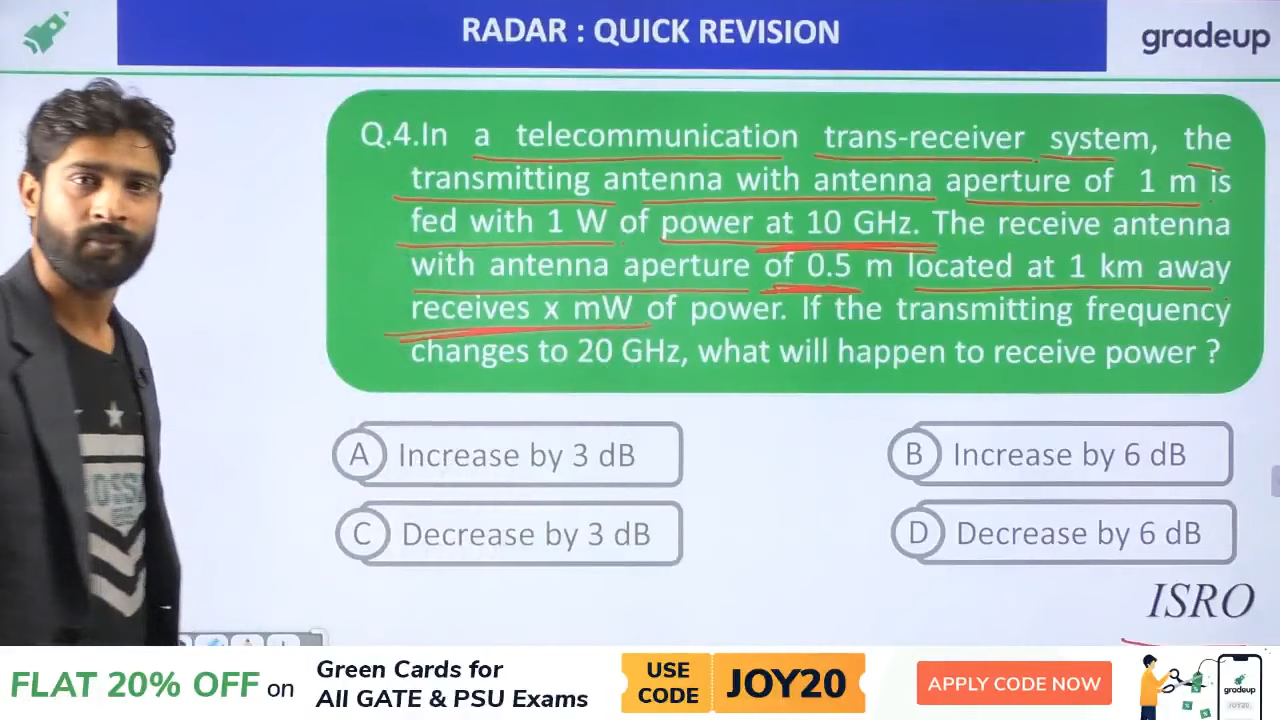 RADAR : QUICK REVISION
gradeup
Q.4.In a telecommunication trans-receiver system, the
transmitting antenna with antenna aperture of 1 m is
fed with 1 W of power at 10 GHz. The receive antenna
with antenna aperture of 0.5 m located at 1 km away
receives x mW of power. If the transmitting frequency
changes to 20 GHz, what will happen to receive power ?
A Increase by 3 dB
B Increase by 6 dB
C Decrease by 3 dB
D Decrease by 6 dB
ISRO
FLAT 20% OFF on
Green Cards for
All GATE & PSU Exams
USE
CODE
JOY20
APPLY CODE NOW
gradeup